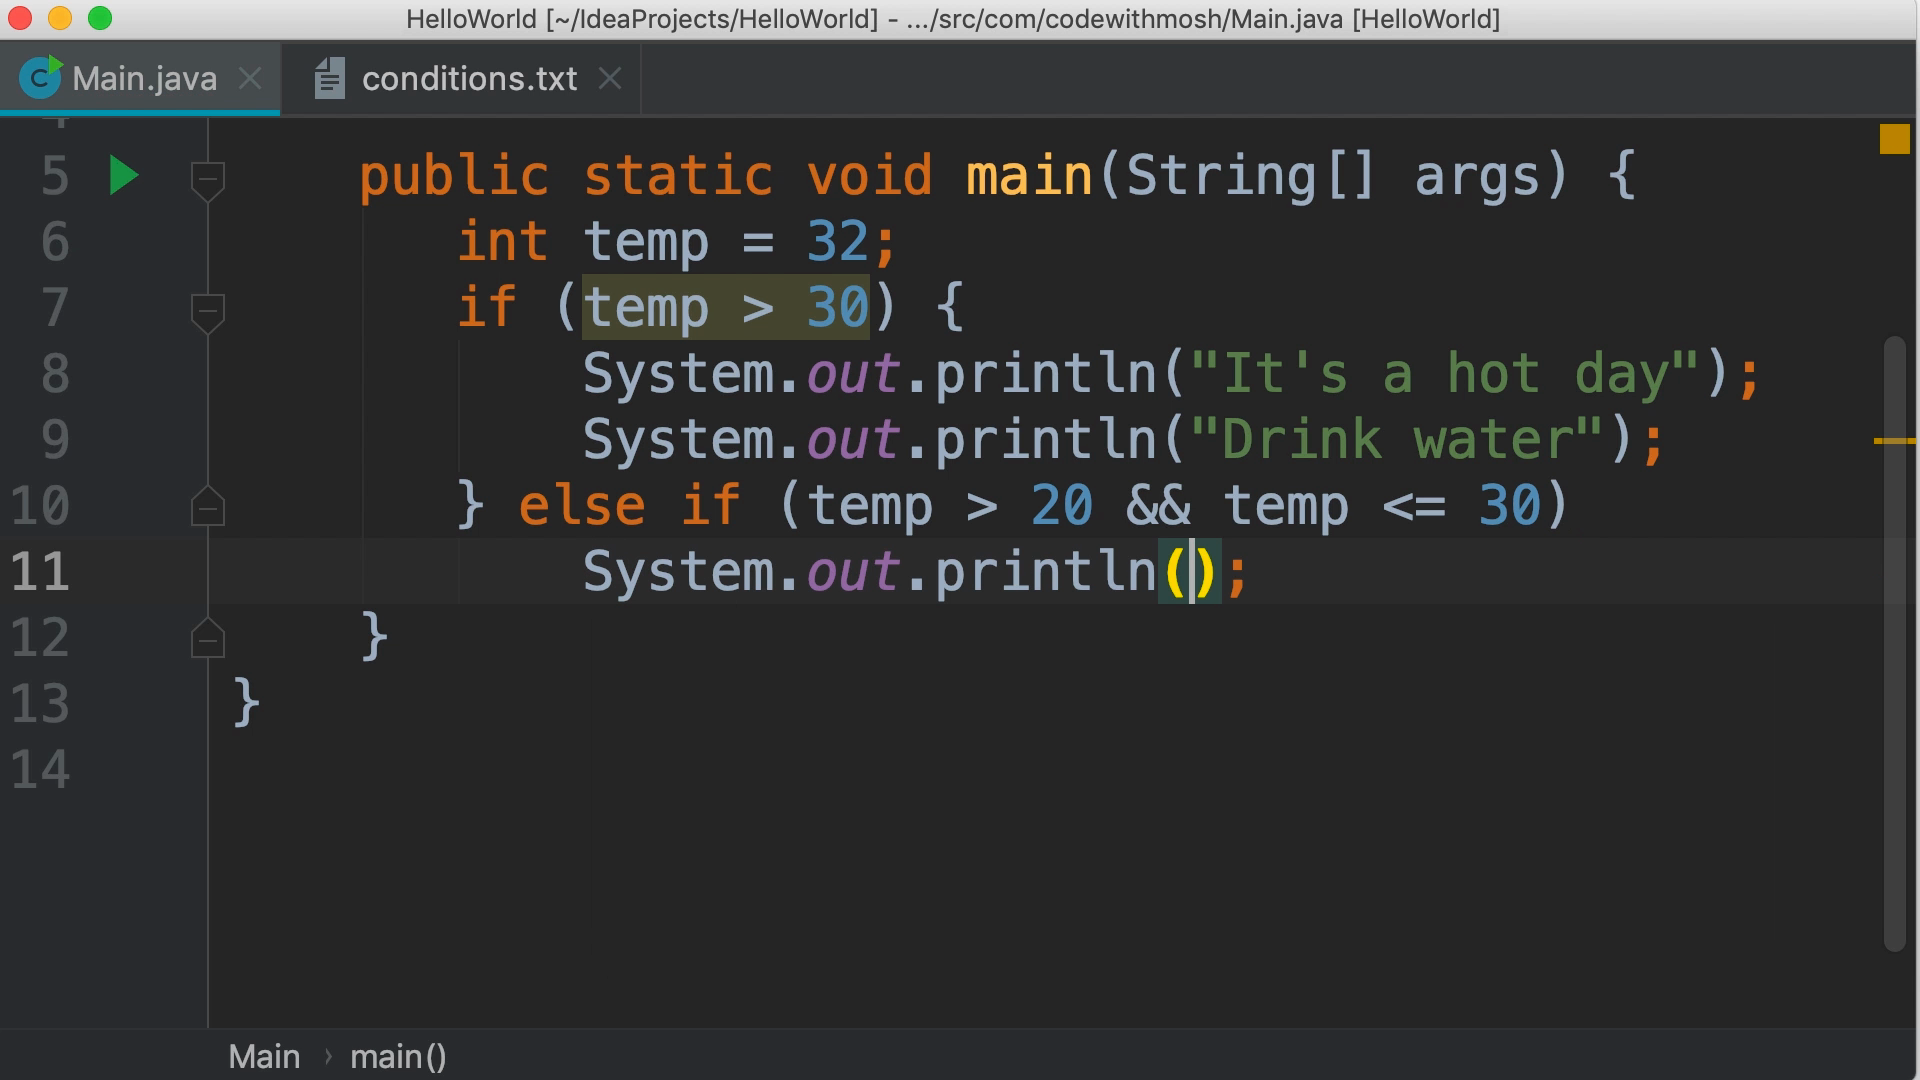 HelloWorld [~/IdeaProjects/HelloWorld] - .../src/com/codewithmosh/Main.java [HelloWorld]
Main.java conditions.txt
5 public static void main(String[] args) {
6 int temp = 32;
7 if (temp > 30) {
8 System.out.println("It's a hot day");
9 System.out.println("Drink water");
10 } else if (temp > 20 && temp <= 30)
11 System.out.println();
12 }
13 }
14
Main › main()